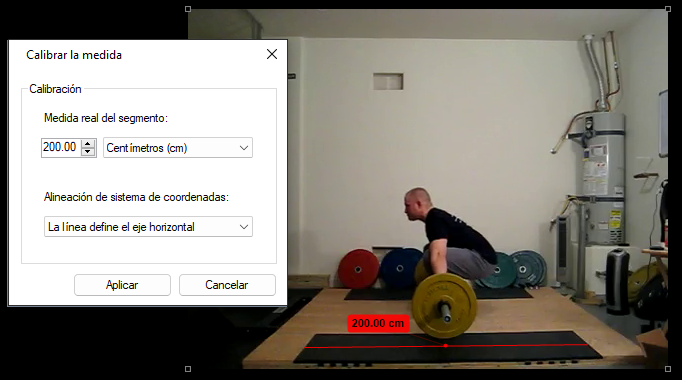 Calibrar la medida
Calibración
Medida real del segmento:
200.00
Centímetros (cm)
Alineación de sistema de coordenadas:
La línea define el eje horizontal
Aplicar
Cancelar
200.00 cm